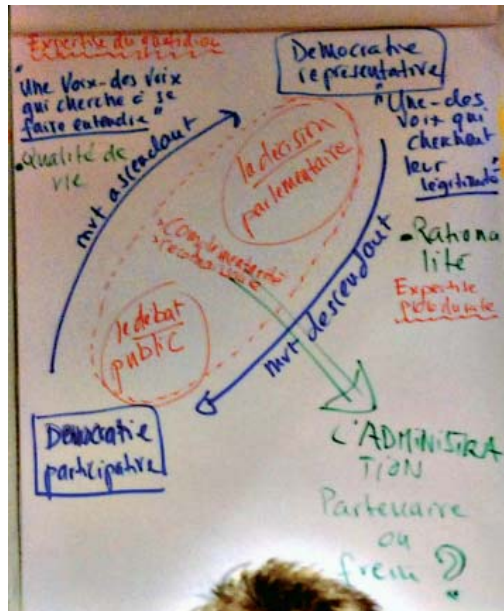 Expertise du quotidien
"Une Voix-des voix
qui cherche à se
faire entendre"
•Qualité de
vie
Democratie
représentative
"Une-des
voix qui
cherchent
leur
légitimité"
•Rationa
lité
Expertise
mvt ascendant
la décision
parlementaire
•complémentarité
le débat
public
mvt descendant
Démocratie
participative
L'ADMINISTRA
TION
Partenaire
ou
frein ?